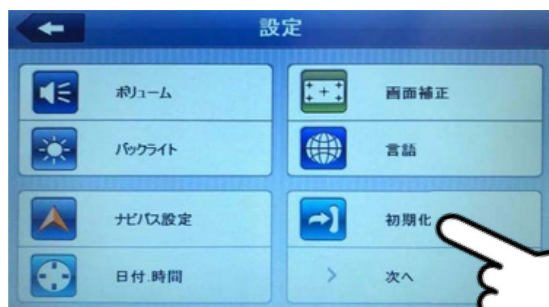 設定
ボリューム
画面補正
バックライト
言語
ナビパス設定
初期化
日付.時間
次へ